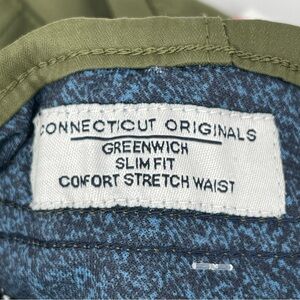 CONNECTICUT ORIGINALS
GREENWICH
SLIM FIT
COMFORT STRETCH WAIST